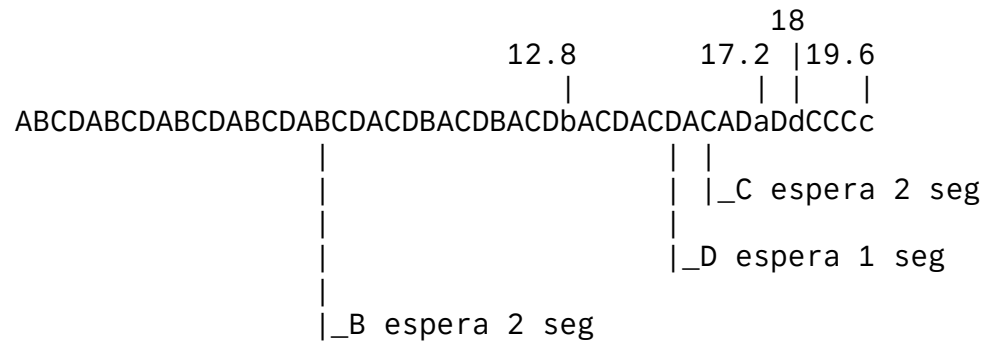 18
12.8 17.2 |19.6
| | | |
ABCDABCDABCDABCDABCDACDBACDBACDbACDACDACADaDdCCCc
| | |
| | |_C espera 2 seg
| |
| |_D espera 1 seg
|
|_B espera 2 seg